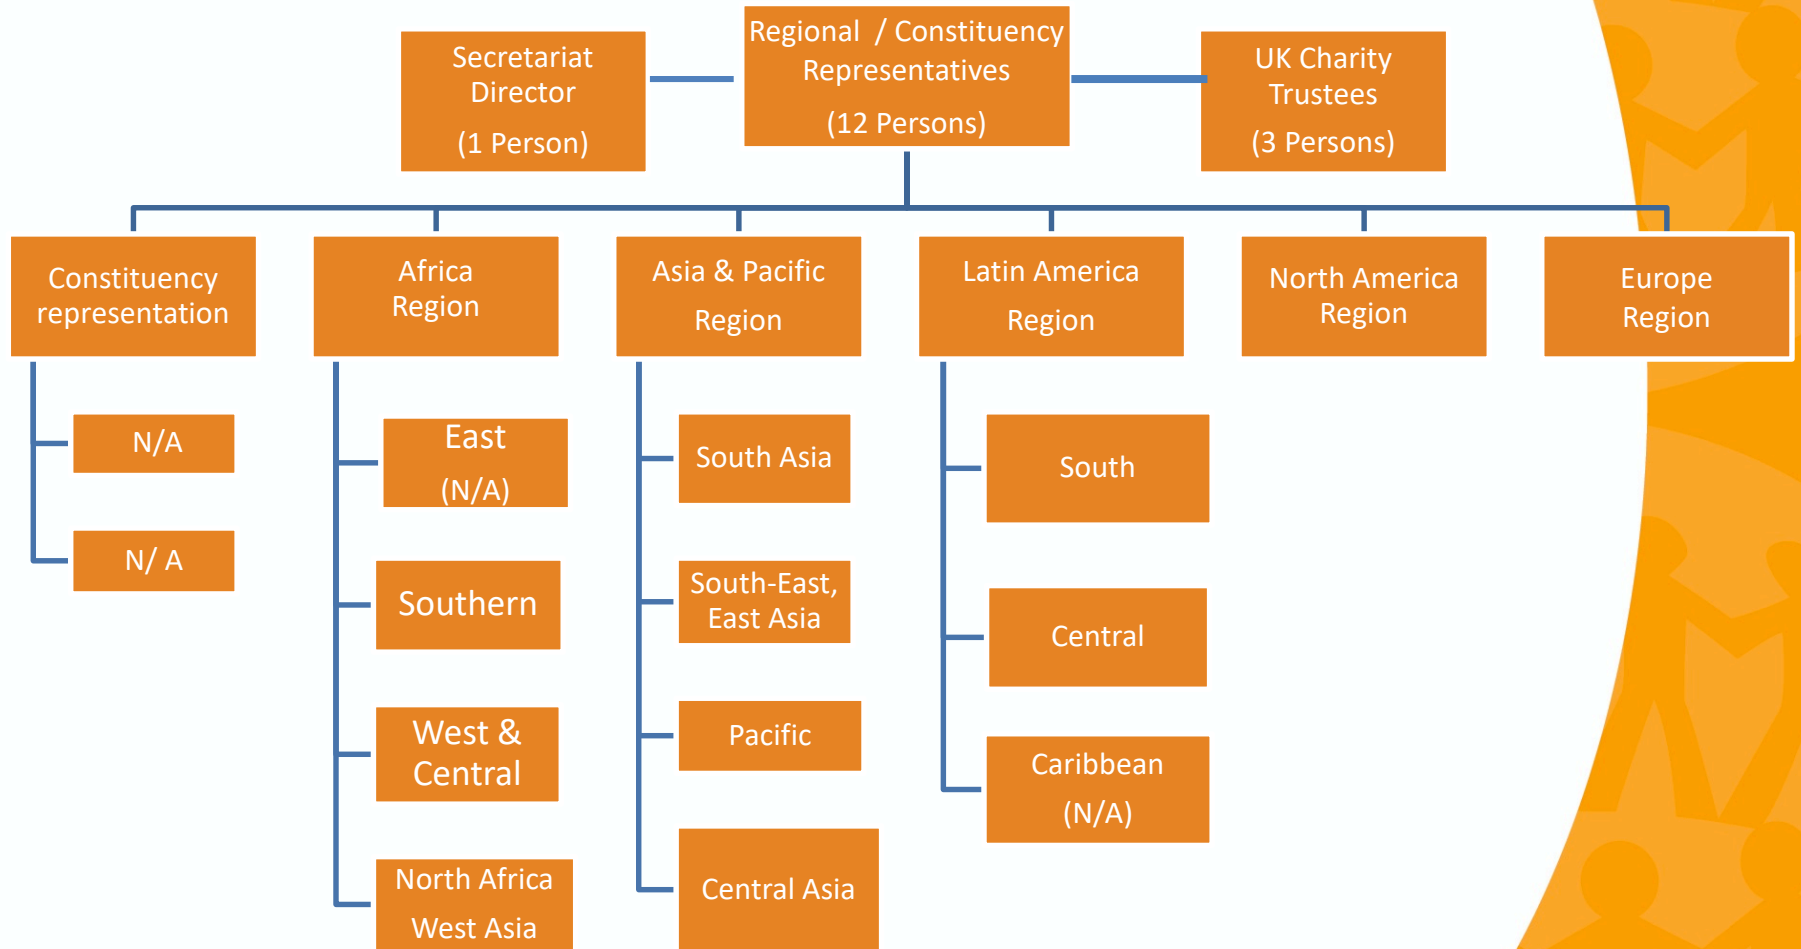 Secretariat
Director
(1 Person)
Regional / Constituency
Representatives
(12 Persons)
UK Charity
Trustees
(3 Persons)
Constituency
representation
Africa
Region
Asia & Pacific
Region
Latin America
Region
North America
Region
Europe
Region
N/A
N/ A
East
(N/A)
Southern
West &
Central
North Africa
West Asia
South Asia
South-East,
East Asia
Pacific
Central Asia
South
Central
Caribbean
(N/A)